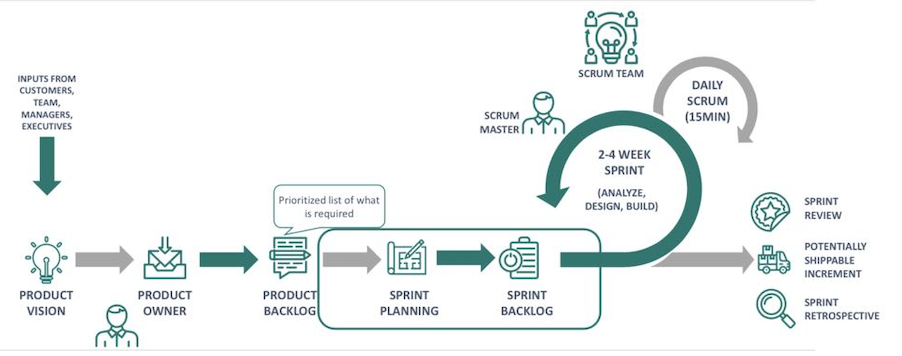 INPUTS FROM
CUSTOMERS,
TEAM,
MANAGERS,
EXECUTIVES
PRODUCT
VISION
PRODUCT
OWNER
Prioritized list of what
is required
PRODUCT
BACKLOG
SPRINT
PLANNING
SPRINT
BACKLOG
SCRUM
MASTER
SCRUM TEAM
DAILY
SCRUM
(15MIN)
2-4 WEEK
SPRINT
(ANALYZE,
DESIGN, BUILD)
SPRINT
REVIEW
POTENTIALLY
SHIPPABLE
INCREMENT
SPRINT
RETROSPECTIVE